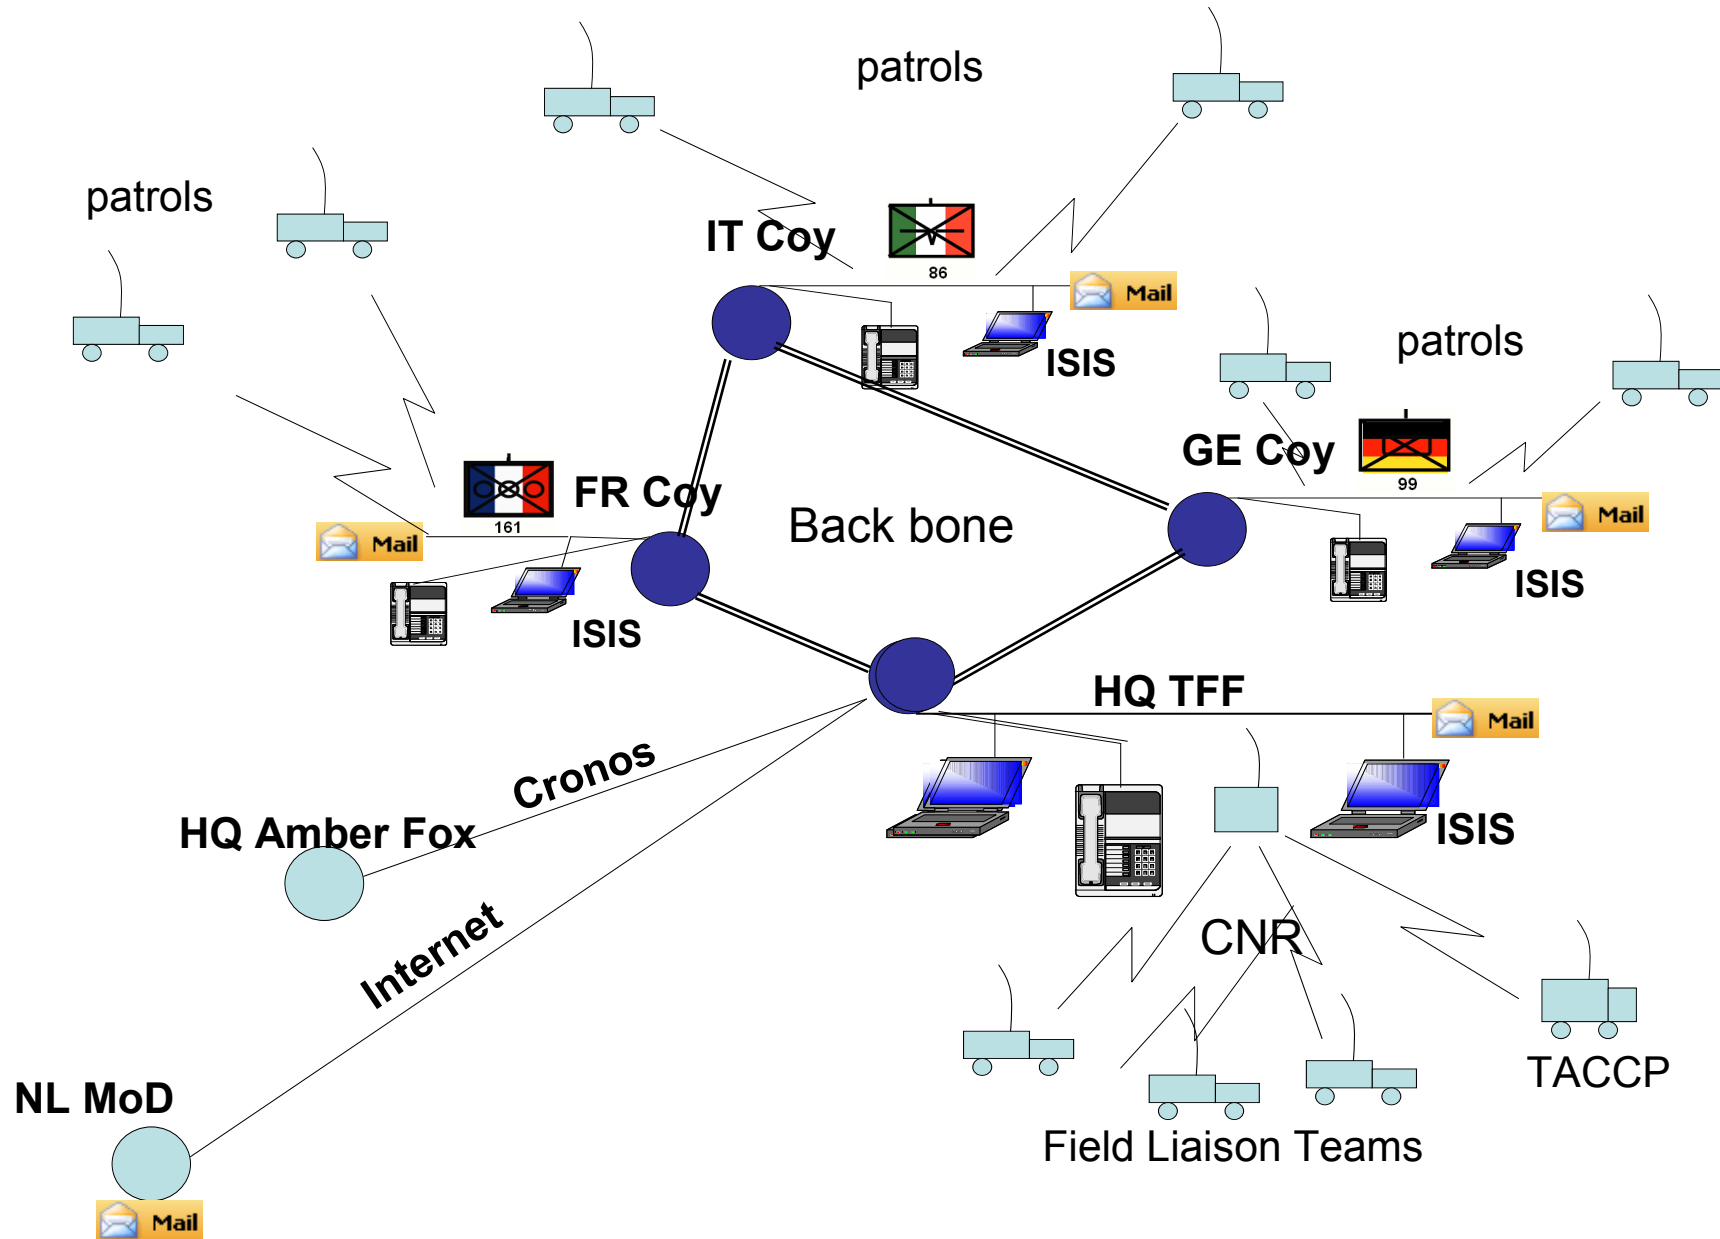 patrols
patrols
IT Coy
86
Mail
ISIS
patrols
GE Coy
99
Mail
ISIS
FR Coy
161
Mail
ISIS
Back bone
HQ TFF
Mail
ISIS
Cronos
HQ Amber Fox
Internet
CNR
TACCP
NL MoD
Field Liaison Teams
Mail